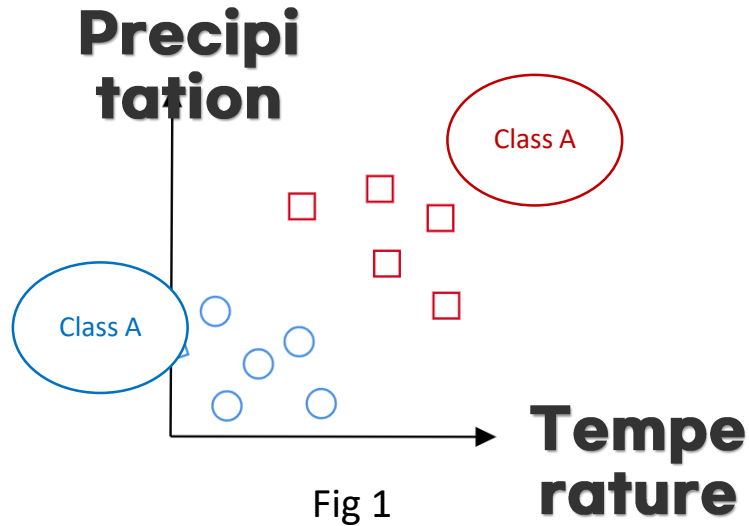 Precipi
tation
Class A
Class A
Tempe
rature
Fig 1